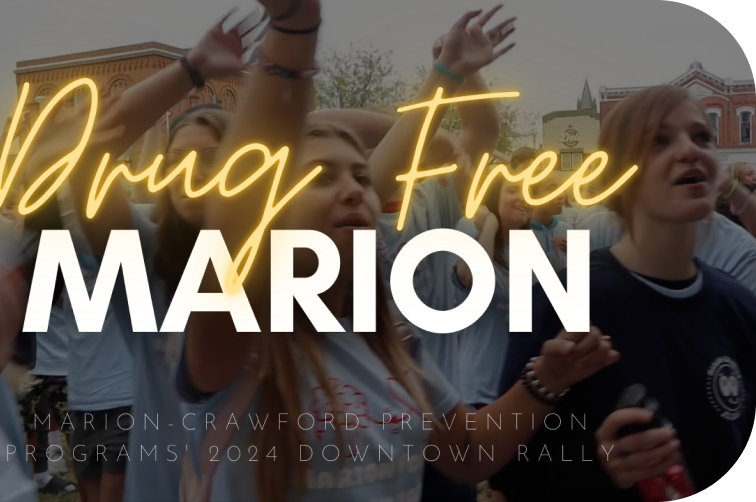 Drug Free
MARION
MARION-CRAWFORD PREVENTION
PROGRAMS' 2024 DOWNTOWN RALLY